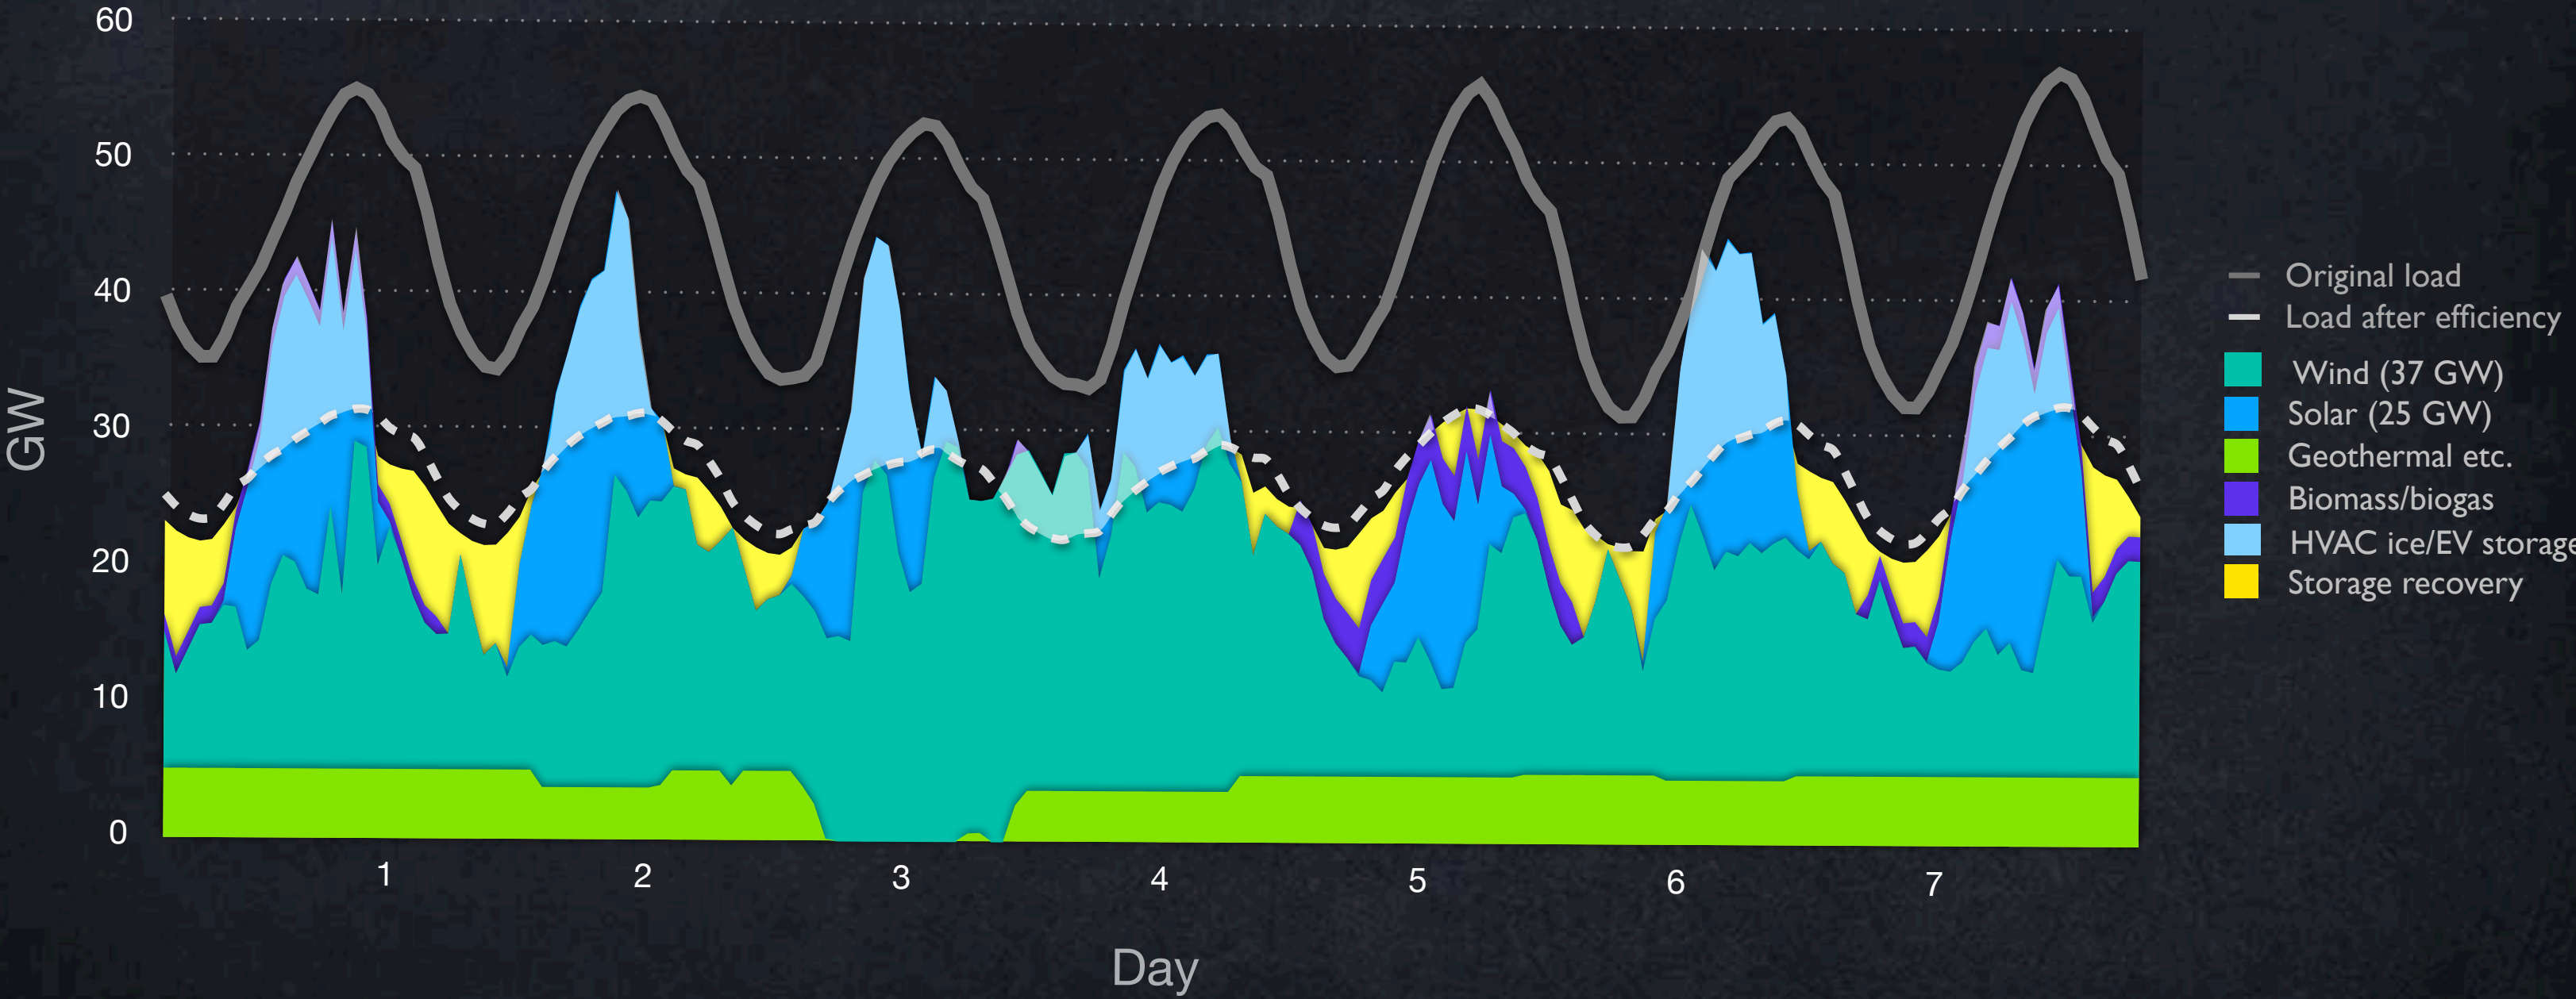 60
50
40
30
20
10
0
GW
1 2 3 4 5 6 7
Day
Original load
Load after efficiency
Wind (37 GW)
Solar (25 GW)
Geothermal etc.
Biomass/biogas
HVAC ice/EV storage
Storage recovery